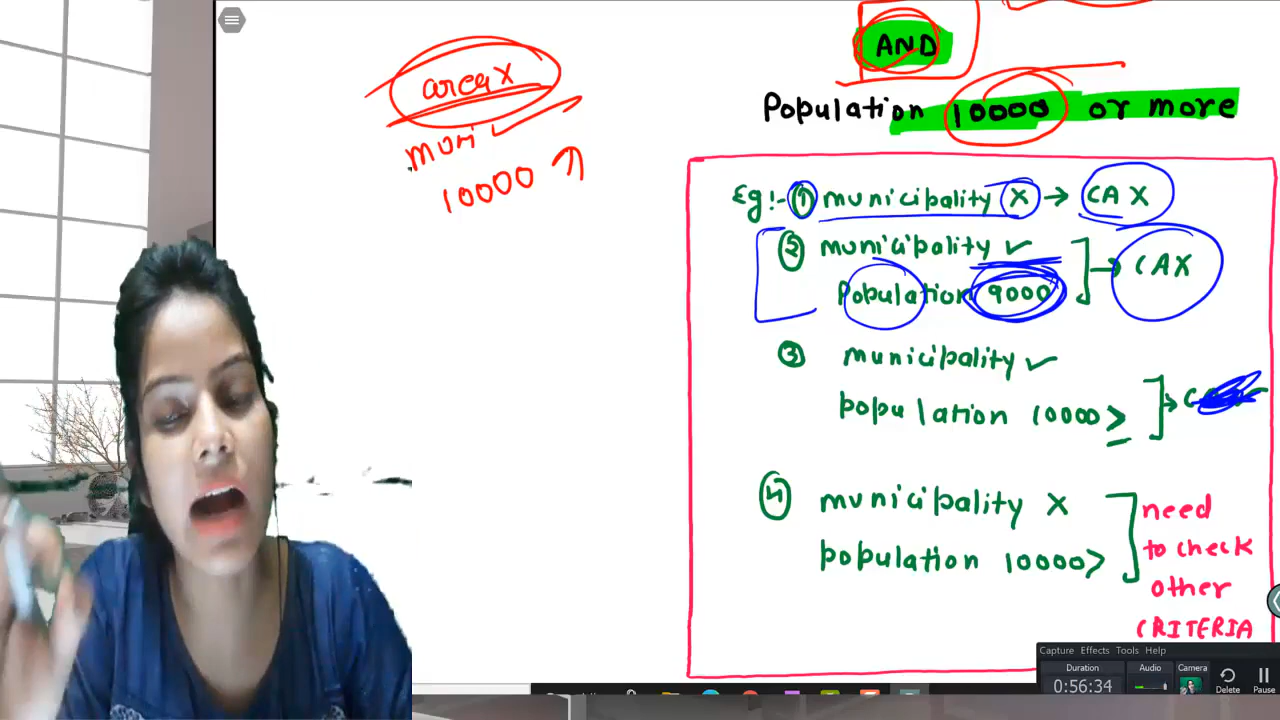 area X
muni ✓
10000 ↑
AND
Population 10000 or more
Eg:- ① municipality X → CA X
② municipality ✓
Population 9000
→ CAX
③ municipality ✓
population 10000 >
④ municipality X
population 10000>
need
to check
other
CRITERIA
Capture Effects Tools Help
Duration Audio Camera
0:56:34
Delete Pause